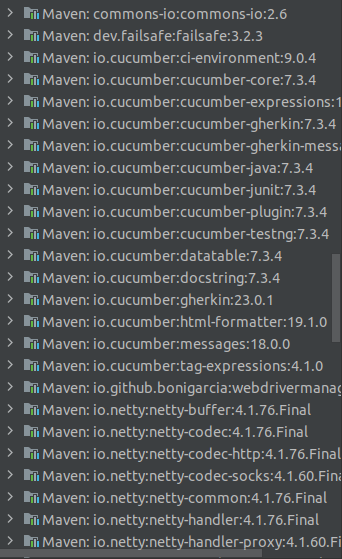 Maven: commons-io:commons-io:2.6
Maven: dev.failsafe:failsafe:3.2.3
Maven: io.cucumber:ci-environment:9.0.4
Maven: io.cucumber:cucumber-core:7.3.4
Maven: io.cucumber:cucumber-expressions:1
Maven: io.cucumber:cucumber-gherkin:7.3.4
Maven: io.cucumber:cucumber-gherkin-messa
Maven: io.cucumber:cucumber-java:7.3.4
Maven: io.cucumber:cucumber-junit:7.3.4
Maven: io.cucumber:cucumber-plugin:7.3.4
Maven: io.cucumber:cucumber-testng:7.3.4
Maven: io.cucumber:datatable:7.3.4
Maven: io.cucumber:docstring:7.3.4
Maven: io.cucumber:gherkin:23.0.1
Maven: io.cucumber:html-formatter:19.1.0
Maven: io.cucumber:messages:18.0.0
Maven: io.cucumber:tag-expressions:4.1.0
Maven: io.github.bonigarcia:webdrivermanag
Maven: io.netty:netty-buffer:4.1.76.Final
Maven: io.netty:netty-codec:4.1.76.Final
Maven: io.netty:netty-codec-http:4.1.76.Final
Maven: io.netty:netty-codec-socks:4.1.60.Final
Maven: io.netty:netty-common:4.1.76.Final
Maven: io.netty:netty-handler:4.1.76.Final
Maven: io.netty:netty-handler-proxy:4.1.60.Fi